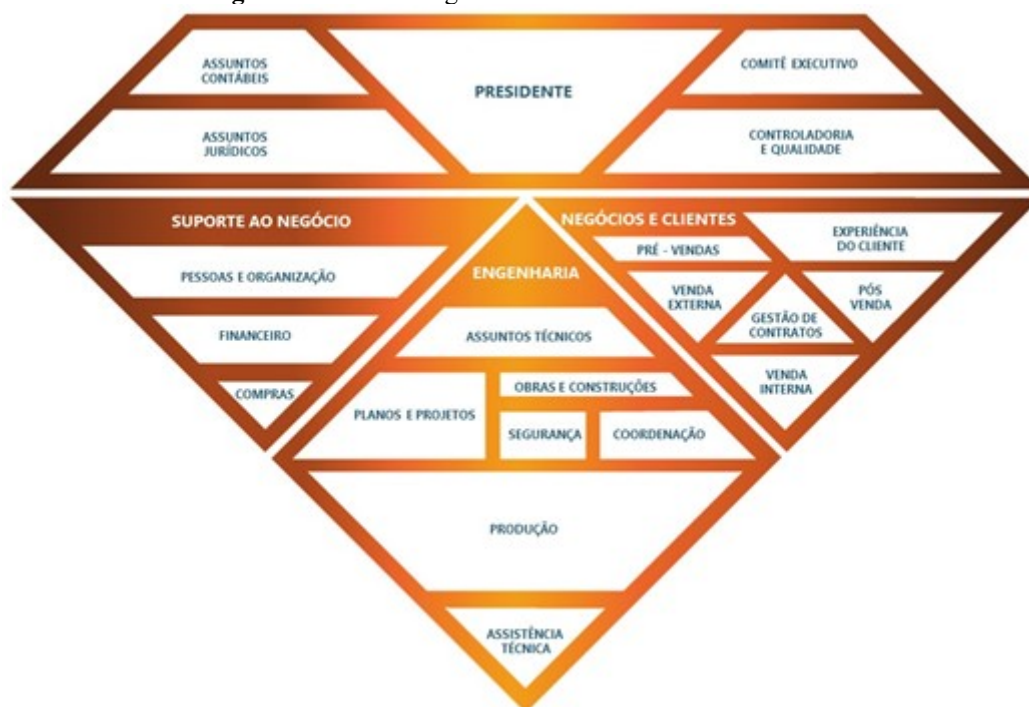 ASSUNTOS
CONTÁBEIS
PRESIDENTE
COMITÊ EXECUTIVO
ASSUNTOS
JURÍDICOS
CONTROLADORIA
E QUALIDADE
SUPORTE AO NEGÓCIO
PESSOAS E ORGANIZAÇÃO
FINANCEIRO
COMPRAS
ENGENHARIA
ASSUNTOS TÉCNICOS
PLANOS E PROJETOS
OBRAS E CONSTRUÇÕES
SEGURANÇA
COORDENAÇÃO
PRODUÇÃO
ASSISTÊNCIA
TÉCNICA
NEGÓCIOS E CLIENTES
PRÉ - VENDAS
EXPERIÊNCIA
DO CLIENTE
VENDA
EXTERNA
GESTÃO DE
CONTRATOS
PÓS
VENDA
VENDA
INTERNA